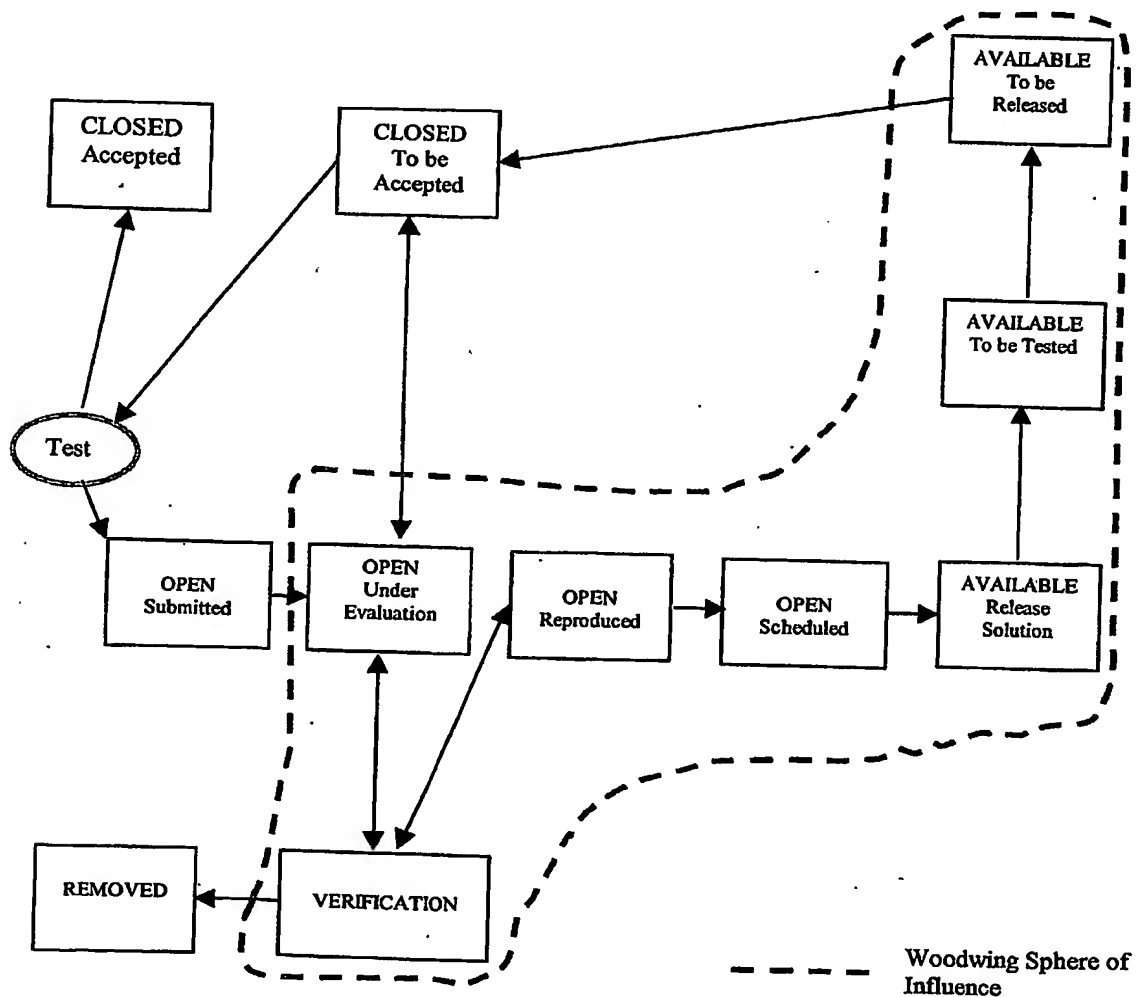 AVAILABLE
To be
Released
CLOSED
Accepted
CLOSED
To be
Accepted
AVAILABLE
To be Tested
Test
OPEN
Submitted
OPEN
Under
Evaluation
OPEN
Reproduced
OPEN
Scheduled
AVAILABLE
Release
Solution
REMOVED
VERIFICATION
Woodwing Sphere of
Influence